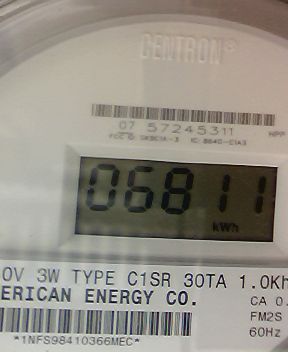 CENTRON®
07 57245311
HPP
06811
kWh
0V 3W TYPE C1SR 30TA 1.0Kh
ERICAN ENERGY CO.
CA 0.
FM2S
60Hz
*1NFS98410366MEC*